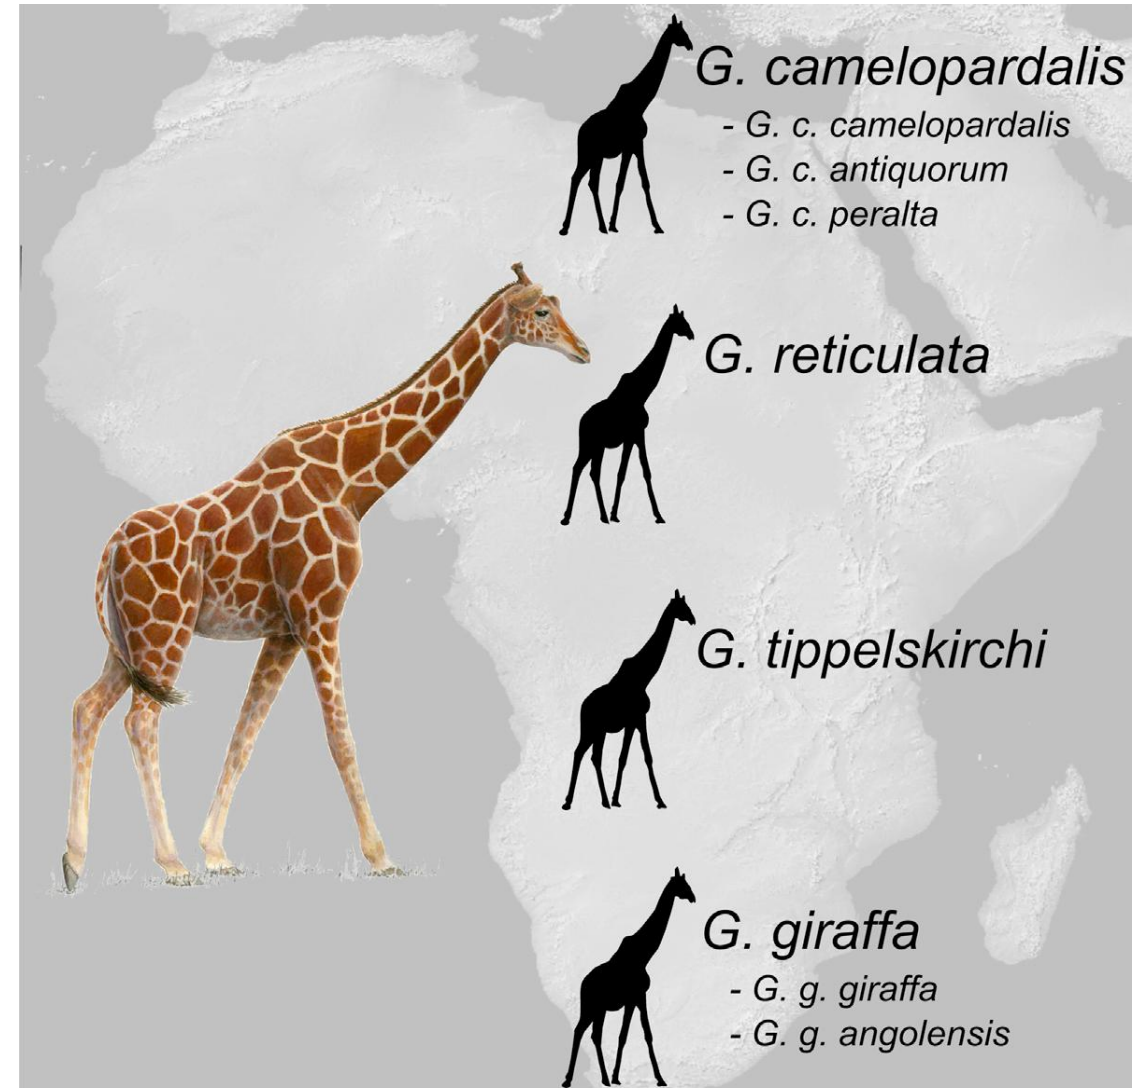 G. camelopardalis
- G. c. camelopardalis
- G. c. antiquorum
- G. c. peralta
G. reticulata
G. tippelskirchi
G. giraffa
- G. g. giraffa
- G. g. angolensis